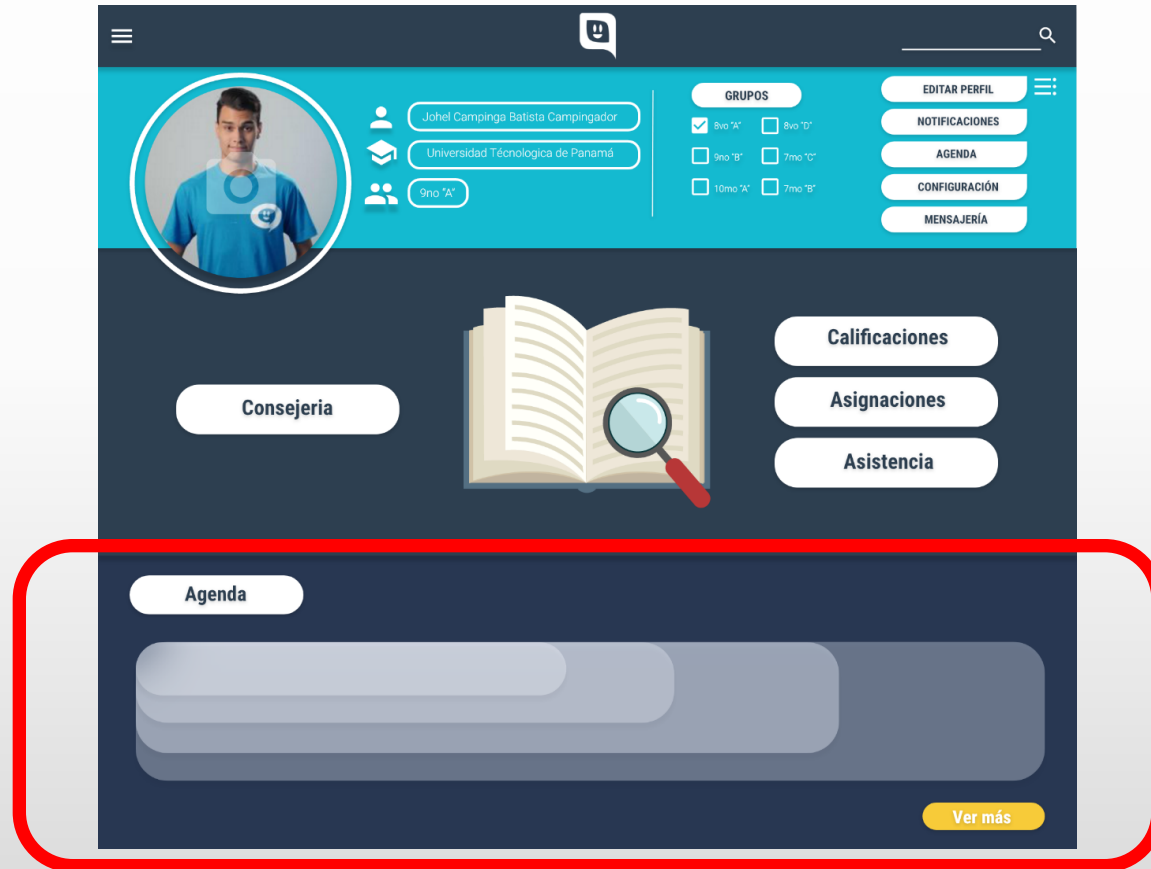 Johel Campinga Batista Campingador
Universidad Técnologica de Panamá
9no "A"
GRUPOS
8vo "A"
8vo "D"
9no "B"
7mo "C"
10mo "A"
7mo "B"
EDITAR PERFIL
NOTIFICACIONES
AGENDA
CONFIGURACIÓN
MENSAJERÍA
Consejeria
Calificaciones
Asignaciones
Asistencia
Agenda
Ver más